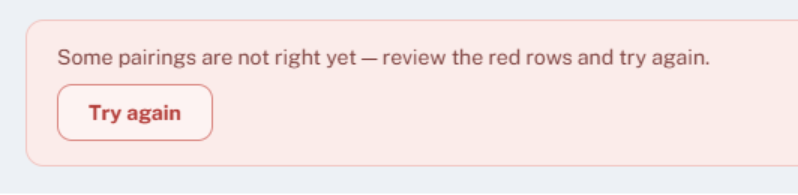 Some pairings are not right yet — review the red rows and try again.
Try again